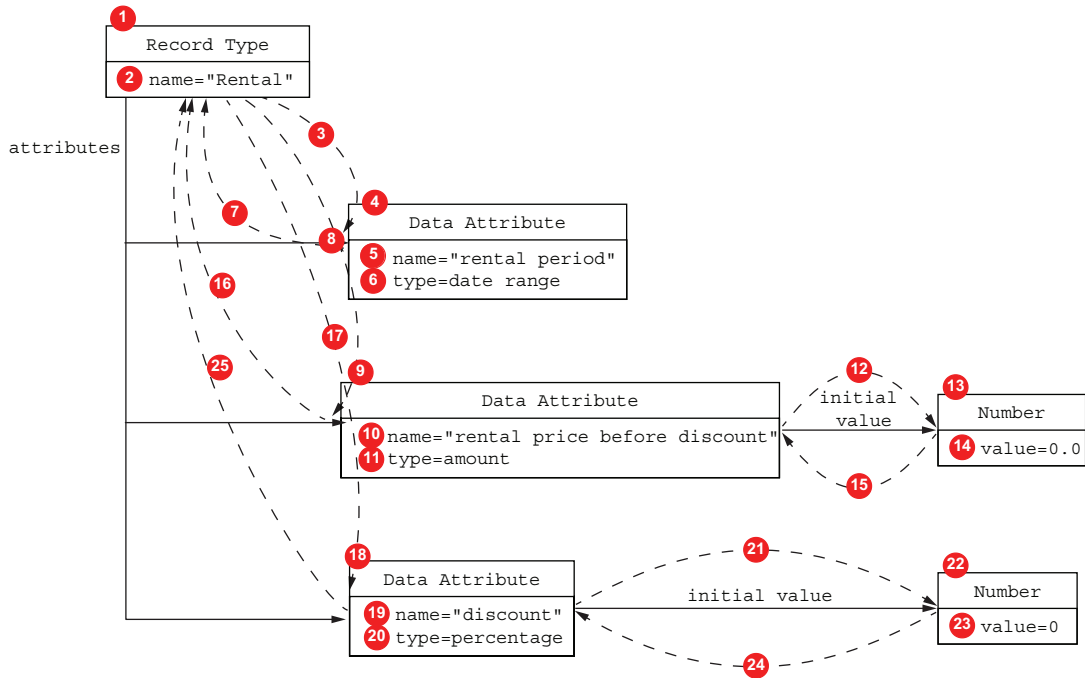 1
Record Type
2 name="Rental"
3
attributes
4
Data Attribute
7
8
5 name="rental period"
6 type=date range
16
17
25
9
Data Attribute
10 name="rental price before discount"
11 type=amount
12
initial
value
13
Number
14 value=0.0
15
18
Data Attribute
19 name="discount"
20 type=percentage
21
initial value
22
Number
23 value=0
24